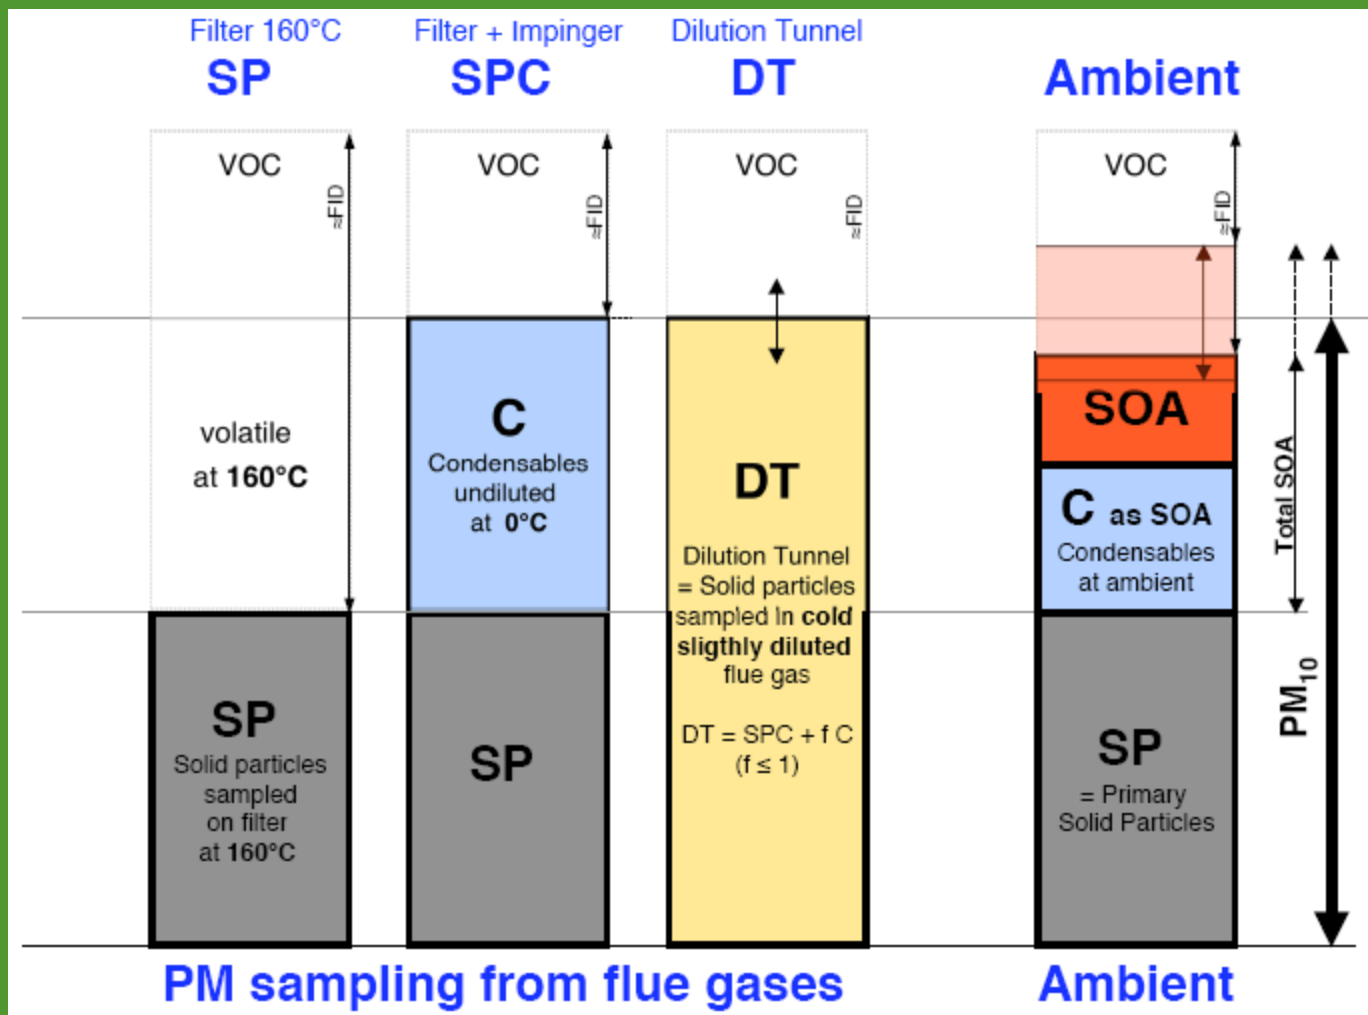 Filter 160°C
SP
Filter + Impinger
SPC
Dilution Tunnel
DT
Ambient
VOC
≈FID
volatile
at 160°C
SP
Solid particles
sampled
on filter
at 160°C
VOC
≈FID
C
Condensables
undiluted
at 0°C
SP
VOC
≈FID
DT
Dilution Tunnel
= Solid particles
sampled in cold
sligthly diluted
flue gas
DT = SPC + f C
(f ≤ 1)
VOC
≈FID
SOA
C as SOA
Condensables
at ambient
SP
= Primary
Solid Particles
Total SOA
PM10
PM sampling from flue gases
Ambient